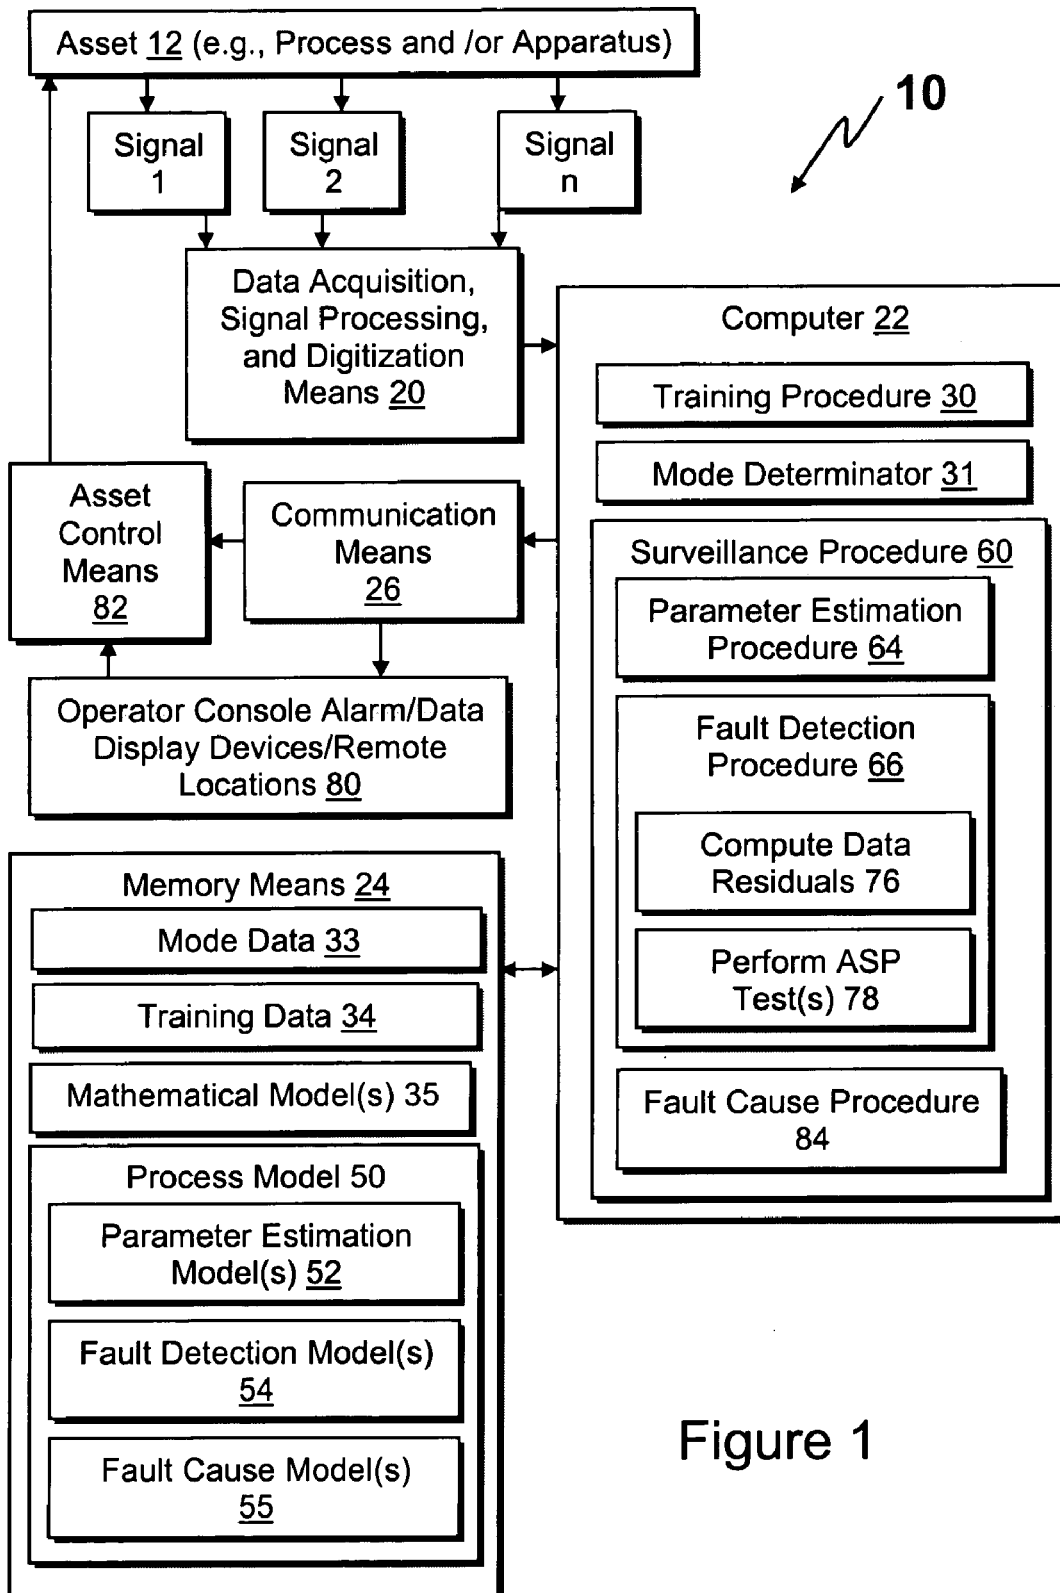 Asset 12 (e.g., Process and /or Apparatus)
10
Signal
1
Signal
2
Signal
n
Data Acquisition,
Signal Processing,
and Digitization
Means 20
Computer 22
Training Procedure 30
Mode Determinator 31
Surveillance Procedure 60
Parameter Estimation
Procedure 64
Fault Detection
Procedure 66
Compute Data
Residuals 76
Perform ASP
Test(s) 78
Fault Cause Procedure
84
Asset
Control
Means
82
Communication
Means
26
Operator Console Alarm/Data
Display Devices/Remote
Locations 80
Memory Means 24
Mode Data 33
Training Data 34
Mathematical Model(s) 35
Process Model 50
Parameter Estimation
Model(s) 52
Fault Detection Model(s)
54
Fault Cause Model(s)
55
Figure 1